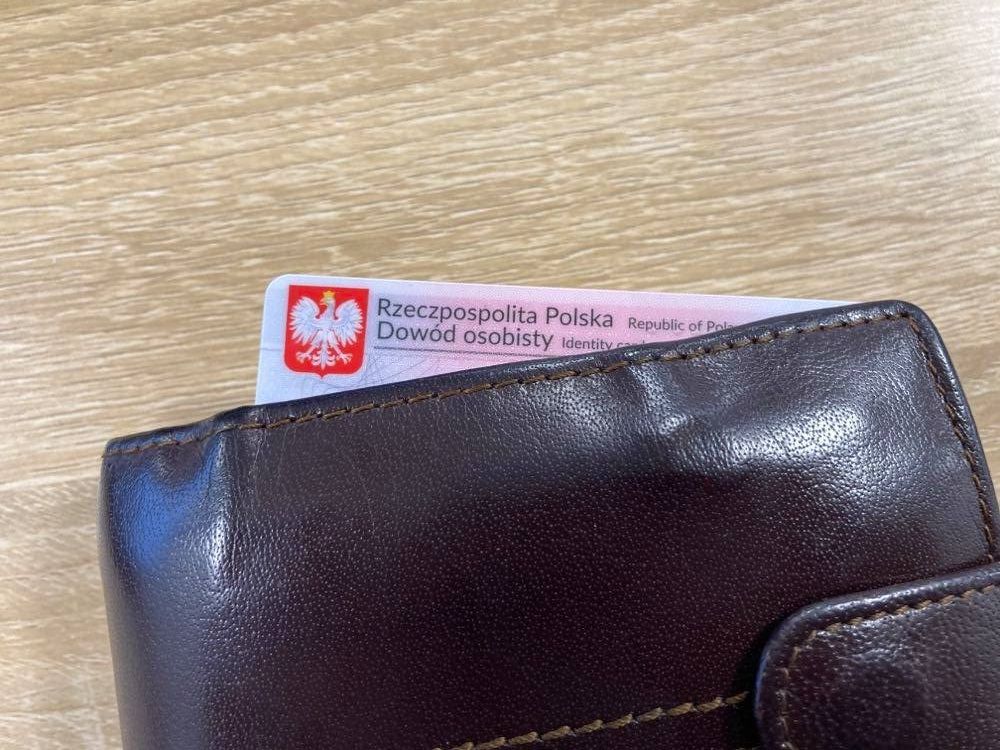 Rzeczpospolita Polska Republic of
Dowód osobisty Identity